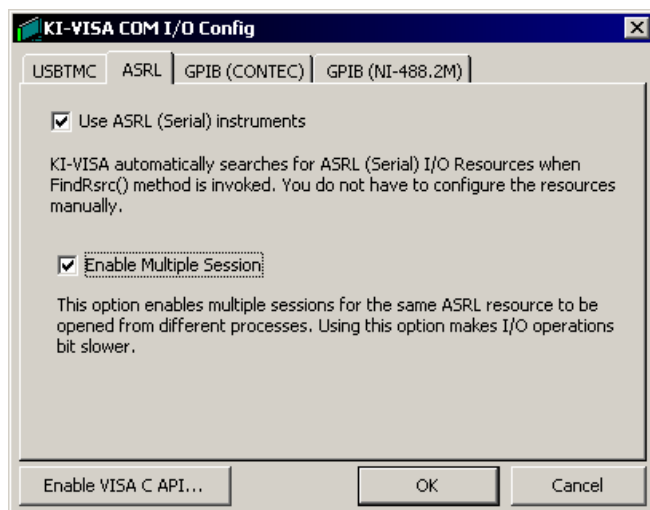 KI-VISA COM I/O Config
USBTMC ASRL GPIB (CONTEC) GPIB (NI-488.2M)
Use ASRL (Serial) instruments
KI-VISA automatically searches for ASRL (Serial) I/O Resources when
FindRsrc() method is invoked. You do not have to configure the resources
manually.
Enable Multiple Session
This option enables multiple sessions for the same ASRL resource to be
opened from different processes. Using this option makes I/O operations
bit slower.
Enable VISA C API... OK Cancel